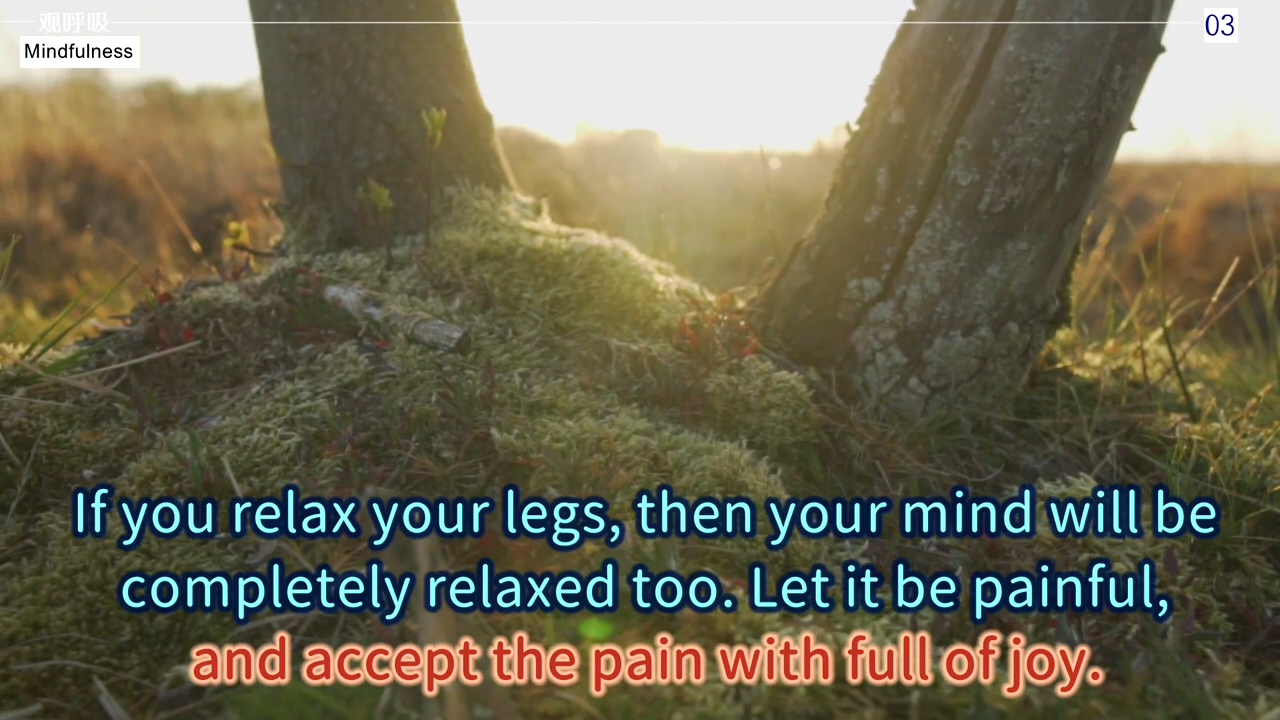 观呼吸
03
Mindfulness
If you relax your legs, then your mind will be
completely relaxed too. Let it be painful,
and accept the pain with full of joy.